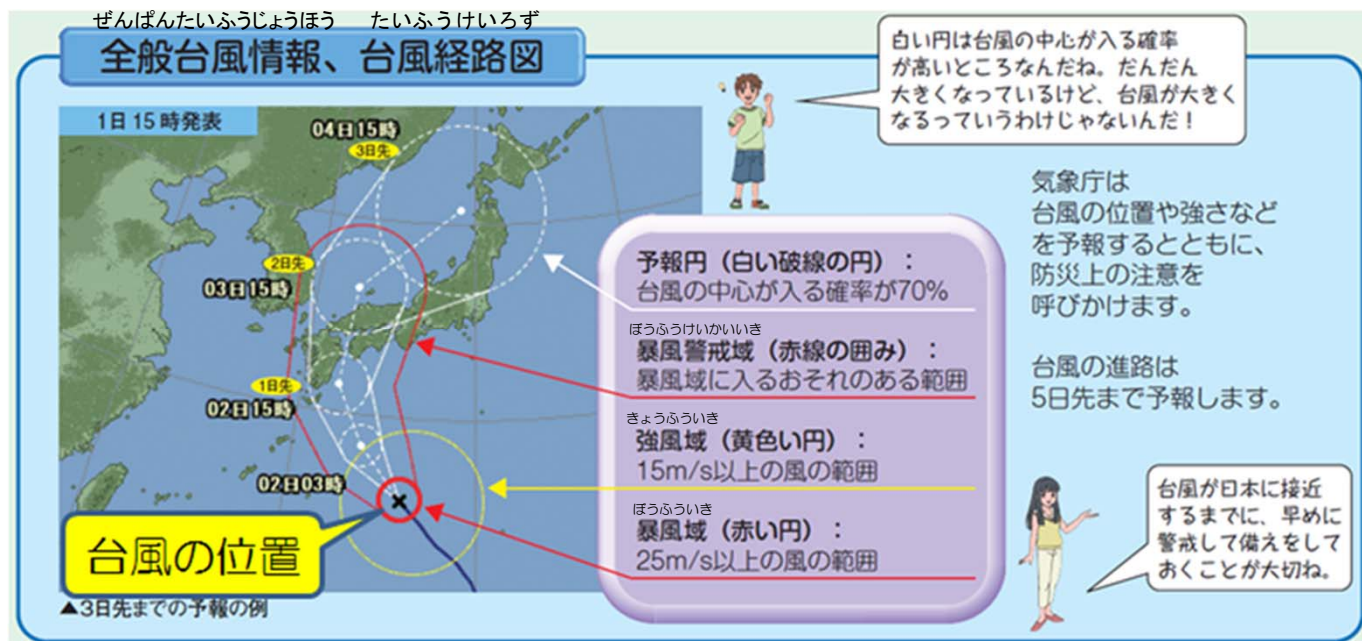 ぜんぱんたいふうじょうほう たいふうけいろず
全般台風情報、台風経路図
1日15時発表
04日15時
3日先
2日先
03日15時
1日先
02日15時
02日03時
台風の位置
▲3日先までの予報の例
白い円は台風の中心が入る確率
が高いところなんだね。だんだん
大きくなっているけど、台風が大きく
なるっていうわけじゃないんだ！
予報円（白い破線の円）：
台風の中心が入る確率が70%
ぼうふうけいかいいき
暴風警戒域（赤線の囲み）：
暴風域に入るおそれのある範囲
きょうふういき
強風域（黄色い円）：
15m/s以上の風の範囲
ぼうふういき
暴風域（赤い円）：
25m/s以上の風の範囲
気象庁は
台風の位置や強さなど
を予報するとともに、
防災上の注意を
呼びかけます。
台風の進路は
5日先まで予報します。
台風が日本に接近
するまでに、早めに
警戒して備えをして
おくことが大切ね。